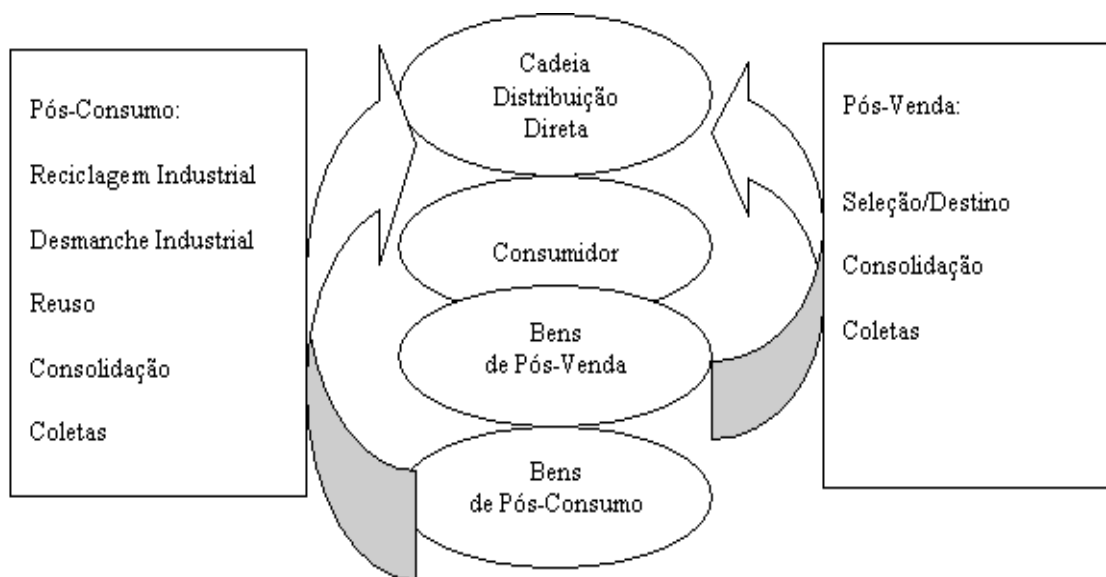 Pós-Consumo:
Reciclagem Industrial
Desmanche Industrial
Reuso
Consolidação
Coletas
Cadeia
Distribuição
Direta
Consumidor
Bens
de Pós-Venda
Bens
de Pós-Consumo
Pós-Venda:
Seleção/Destino
Consolidação
Coletas